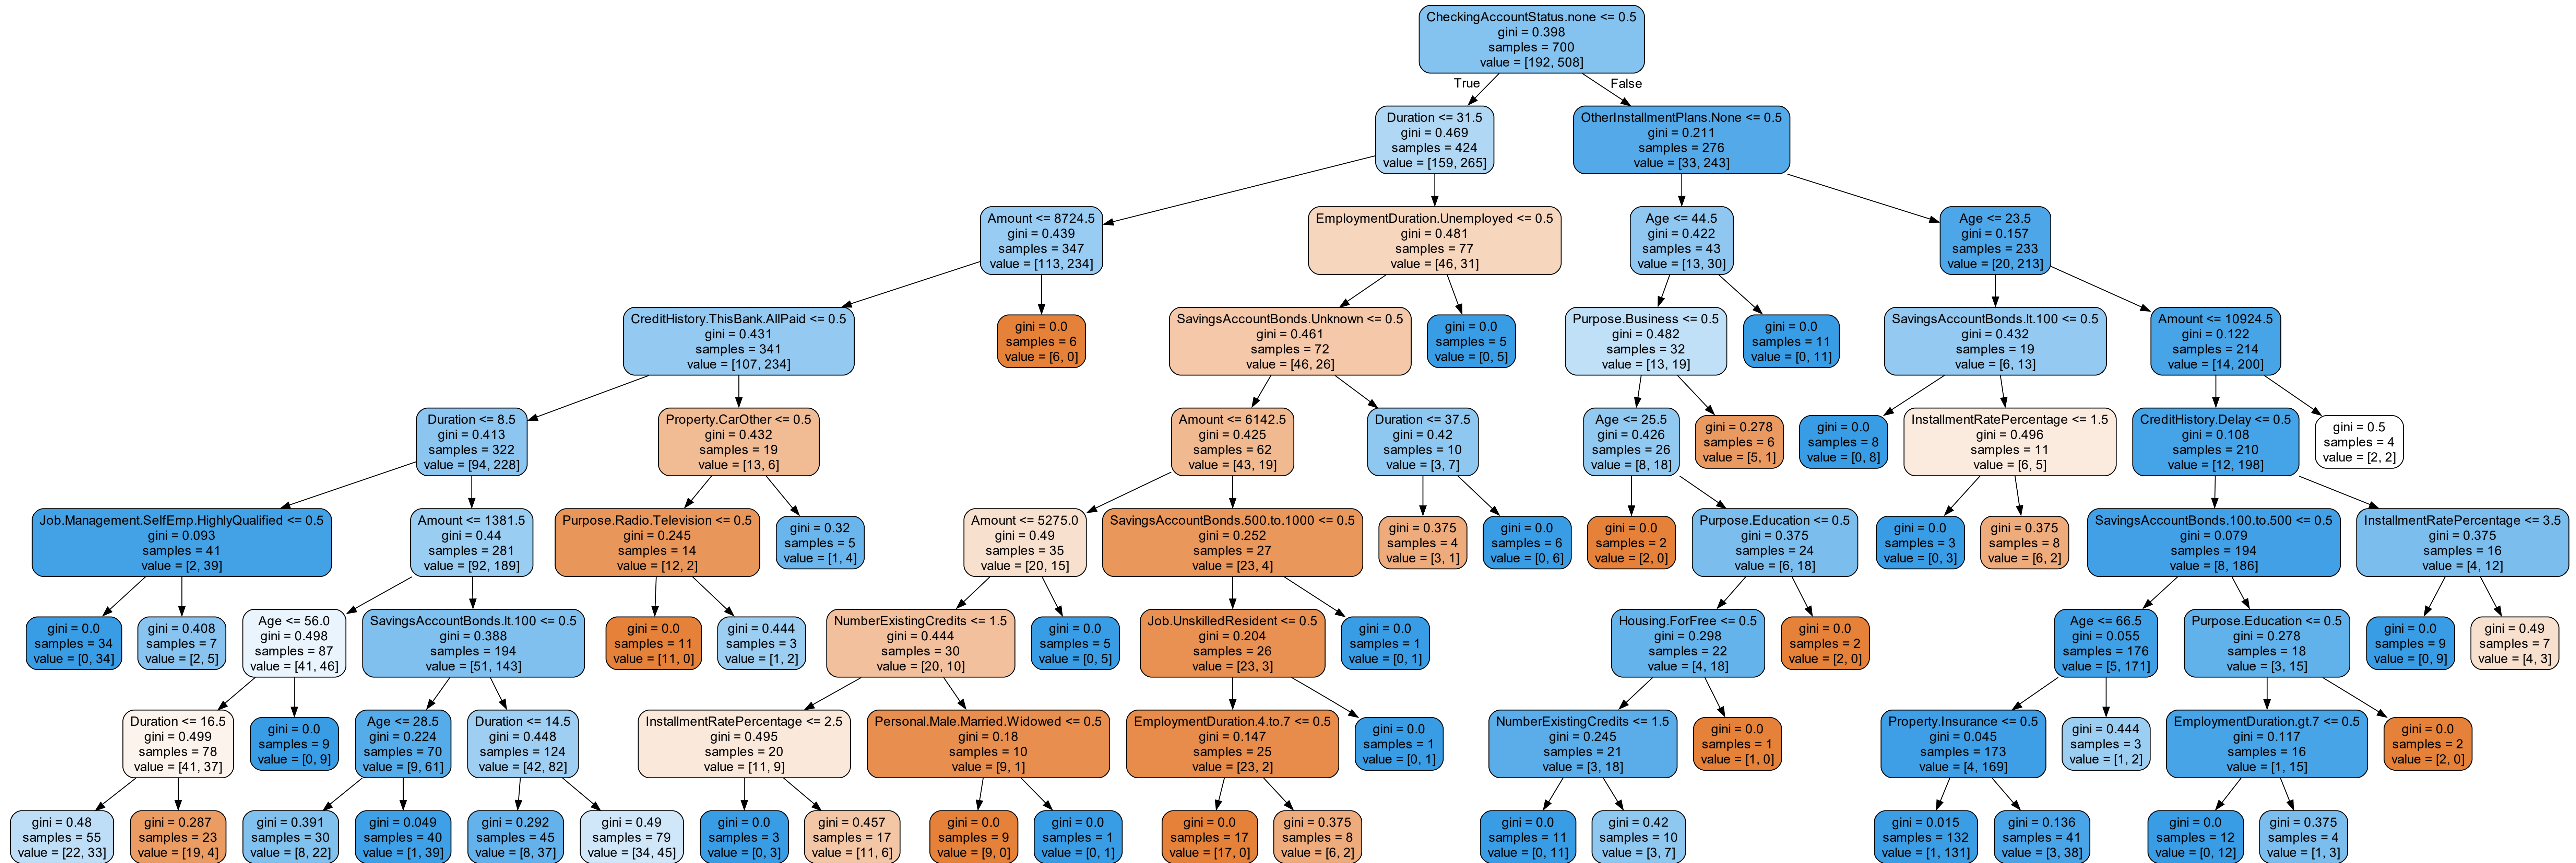 CheckingAccountStatus.none <= 0.5
gini = 0.398
samples = 700
value = [192, 508]
True
False
Duration <= 31.5
gini = 0.469
samples = 424
value = [159, 265]
OtherInstallmentPlans.None <= 0.5
gini = 0.211
samples = 276
value = [33, 243]
Amount <= 8724.5
gini = 0.439
samples = 347
value = [113, 234]
EmploymentDuration.Unemployed <= 0.5
gini = 0.481
samples = 77
value = [46, 31]
Age <= 44.5
gini = 0.422
samples = 43
value = [13, 30]
Age <= 23.5
gini = 0.157
samples = 233
value = [20, 213]
CreditHistory.ThisBank.AllPaid <= 0.5
gini = 0.431
samples = 341
value = [107, 234]
gini = 0.0
samples = 6
value = [6, 0]
SavingsAccountBonds.Unknown <= 0.5
gini = 0.461
samples = 72
value = [46, 26]
gini = 0.0
samples = 5
value = [0, 5]
Purpose.Business <= 0.5
gini = 0.482
samples = 32
value = [13, 19]
gini = 0.0
samples = 11
value = [0, 11]
SavingsAccountBonds.lt.100 <= 0.5
gini = 0.432
samples = 19
value = [6, 13]
Amount <= 10924.5
gini = 0.122
samples = 214
value = [14, 200]
Duration <= 8.5
gini = 0.413
samples = 322
value = [94, 228]
Property.CarOther <= 0.5
gini = 0.432
samples = 19
value = [13, 6]
Amount <= 6142.5
gini = 0.425
samples = 62
value = [43, 19]
Duration <= 37.5
gini = 0.42
samples = 10
value = [3, 7]
Age <= 25.5
gini = 0.426
samples = 26
value = [8, 18]
gini = 0.278
samples = 6
value = [5, 1]
gini = 0.0
samples = 8
value = [0, 8]
InstallmentRatePercentage <= 1.5
gini = 0.496
samples = 11
value = [6, 5]
CreditHistory.Delay <= 0.5
gini = 0.108
samples = 210
value = [12, 198]
gini = 0.5
samples = 4
value = [2, 2]
Job.Management.SelfEmp.HighlyQualified <= 0.5
gini = 0.093
samples = 41
value = [2, 39]
Amount <= 1381.5
gini = 0.44
samples = 281
value = [92, 189]
Purpose.Radio.Television <= 0.5
gini = 0.245
samples = 14
value = [12, 2]
gini = 0.32
samples = 5
value = [1, 4]
Amount <= 5275.0
gini = 0.49
samples = 35
value = [20, 15]
SavingsAccountBonds.500.to.1000 <= 0.5
gini = 0.252
samples = 27
value = [23, 4]
gini = 0.375
samples = 4
value = [3, 1]
gini = 0.0
samples = 6
value = [0, 6]
gini = 0.0
samples = 2
value = [2, 0]
Purpose.Education <= 0.5
gini = 0.375
samples = 24
value = [6, 18]
gini = 0.0
samples = 3
value = [0, 3]
gini = 0.375
samples = 8
value = [6, 2]
SavingsAccountBonds.100.to.500 <= 0.5
gini = 0.079
samples = 194
value = [8, 186]
InstallmentRatePercentage <= 3.5
gini = 0.375
samples = 16
value = [4, 12]
gini = 0.0
samples = 34
value = [0, 34]
gini = 0.408
samples = 7
value = [2, 5]
Age <= 56.0
gini = 0.498
samples = 87
value = [41, 46]
SavingsAccountBonds.lt.100 <= 0.5
gini = 0.388
samples = 194
value = [51, 143]
gini = 0.0
samples = 11
value = [11, 0]
gini = 0.444
samples = 3
value = [1, 2]
NumberExistingCredits <= 1.5
gini = 0.444
samples = 30
value = [20, 10]
gini = 0.0
samples = 5
value = [0, 5]
Job.UnskilledResident <= 0.5
gini = 0.204
samples = 26
value = [23, 3]
gini = 0.0
samples = 1
value = [0, 1]
Housing.ForFree <= 0.5
gini = 0.298
samples = 22
value = [4, 18]
gini = 0.0
samples = 2
value = [2, 0]
Age <= 66.5
gini = 0.055
samples = 176
value = [5, 171]
Purpose.Education <= 0.5
gini = 0.278
samples = 18
value = [3, 15]
gini = 0.0
samples = 9
value = [0, 9]
gini = 0.49
samples = 7
value = [4, 3]
Duration <= 16.5
gini = 0.499
samples = 78
value = [41, 37]
gini = 0.0
samples = 9
value = [0, 9]
Age <= 28.5
gini = 0.224
samples = 70
value = [9, 61]
Duration <= 14.5
gini = 0.448
samples = 124
value = [42, 82]
InstallmentRatePercentage <= 2.5
gini = 0.495
samples = 20
value = [11, 9]
Personal.Male.Married.Widowed <= 0.5
gini = 0.18
samples = 10
value = [9, 1]
EmploymentDuration.4.to.7 <= 0.5
gini = 0.147
samples = 25
value = [23, 2]
gini = 0.0
samples = 1
value = [0, 1]
NumberExistingCredits <= 1.5
gini = 0.245
samples = 21
value = [3, 18]
gini = 0.0
samples = 1
value = [1, 0]
Property.Insurance <= 0.5
gini = 0.045
samples = 173
value = [4, 169]
gini = 0.444
samples = 3
value = [1, 2]
EmploymentDuration.gt.7 <= 0.5
gini = 0.117
samples = 16
value = [1, 15]
gini = 0.0
samples = 2
value = [2, 0]
gini = 0.48
samples = 55
value = [22, 33]
gini = 0.287
samples = 23
value = [19, 4]
gini = 0.391
samples = 30
value = [8, 22]
gini = 0.049
samples = 40
value = [1, 39]
gini = 0.292
samples = 45
value = [8, 37]
gini = 0.49
samples = 79
value = [34, 45]
gini = 0.0
samples = 3
value = [0, 3]
gini = 0.457
samples = 17
value = [11, 6]
gini = 0.0
samples = 9
value = [9, 0]
gini = 0.0
samples = 1
value = [0, 1]
gini = 0.0
samples = 17
value = [17, 0]
gini = 0.375
samples = 8
value = [6, 2]
gini = 0.0
samples = 11
value = [0, 11]
gini = 0.42
samples = 10
value = [3, 7]
gini = 0.015
samples = 132
value = [1, 131]
gini = 0.136
samples = 41
value = [3, 38]
gini = 0.0
samples = 12
value = [0, 12]
gini = 0.375
samples = 4
value = [1, 3]